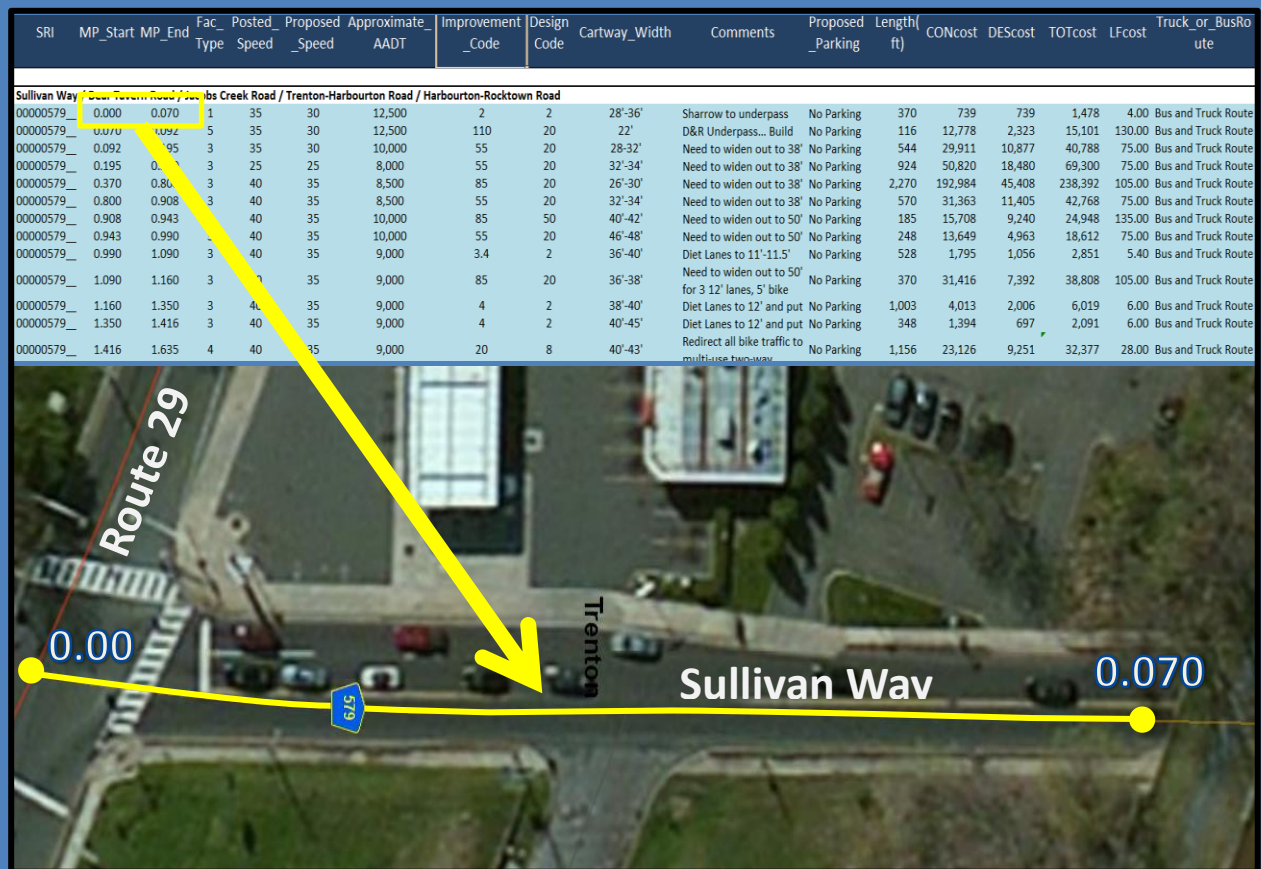 SRI MP_Start MP_End Fac_Type Posted_Speed Proposed_Speed Approximate_AADT Improvement_Code Design Code Cartway_Width Comments Proposed_Parking Length(ft) CONcost DEScost TOTcost LFcost Truck_or_BusRoute
Sullivan Way / Bear Tavern Road / Jacobs Creek Road / Trenton-Harbourton Road / Harbourton-Rocktown Road
00000579__ 0.000 0.070 1 35 30 12,500 2 2 28'-36' Sharrow to underpass No Parking 370 739 739 1,478 4.00 Bus and Truck Route
00000579__ 0.070 0.092 5 35 30 12,500 110 20 22' D&R Underpass... Build No Parking 116 12,778 2,323 15,101 130.00 Bus and Truck Route
00000579__ 0.092 3 35 30 10,000 55 20 28-32' Need to widen out to 38' No Parking 544 29,911 10,877 40,788 75.00 Bus and Truck Route
00000579__ 0.195 3 25 25 8,000 55 20 32'-34' Need to widen out to 38' No Parking 924 50,820 18,480 69,300 75.00 Bus and Truck Route
00000579__ 0.370 3 40 35 8,500 85 20 26'-30' Need to widen out to 38' No Parking 2,270 192,984 45,408 238,392 105.00 Bus and Truck Route
00000579__ 0.800 0.908 3 40 35 8,500 55 20 32'-34' Need to widen out to 38' No Parking 570 31,363 11,405 42,768 75.00 Bus and Truck Route
00000579__ 0.908 0.943 40 35 10,000 85 50 40'-42' Need to widen out to 50' No Parking 185 15,708 9,240 24,948 135.00 Bus and Truck Route
00000579__ 0.943 0.990 40 35 10,000 55 20 46'-48' Need to widen out to 50' No Parking 248 13,649 4,963 18,612 75.00 Bus and Truck Route
00000579__ 0.990 1.090 3 40 35 9,000 3.4 2 36'-40' Diet Lanes to 11'-11.5' No Parking 528 1,795 1,056 2,851 5.40 Bus and Truck Route
00000579__ 1.090 1.160 3 35 9,000 85 20 36'-38' Need to widen out to 50' for 3 12' lanes, 5' bike No Parking 370 31,416 7,392 38,808 105.00 Bus and Truck Route
00000579__ 1.160 1.350 3 40 35 9,000 4 2 38'-40' Diet Lanes to 12' and put No Parking 1,003 4,013 2,006 6,019 6.00 Bus and Truck Route
00000579__ 1.350 1.416 3 40 35 9,000 4 2 40'-45' Diet Lanes to 12' and put No Parking 348 1,394 697 2,091 6.00 Bus and Truck Route
00000579__ 1.416 1.635 4 40 35 9,000 20 8 40'-43' Redirect all bike traffic to multi-use two-way No Parking 1,156 23,126 9,251 32,377 28.00 Bus and Truck Route
Route 29
Trenton
0.00
579
Sullivan Way
0.070